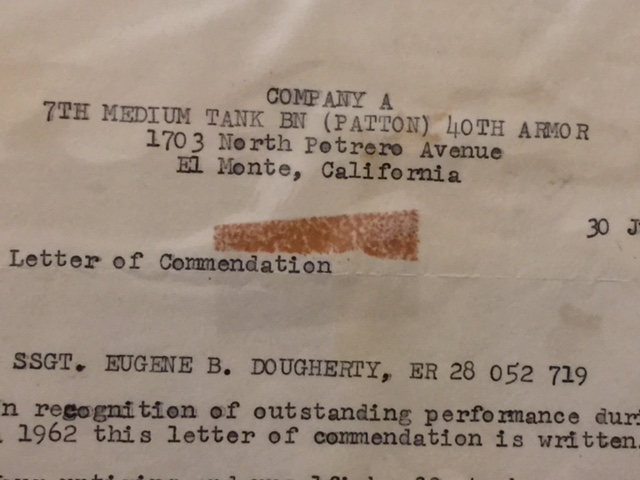 COMPANY A
7TH MEDIUM TANK BN (PATTON) 40TH ARMOR
1703 North Potrero Avenue
El Monte, California
30
Letter of Commendation
SSGT. EUGENE B. DOUGHERTY, ER 28 052 719
recognition of outstanding performance
1962 this letter of commendation is written.